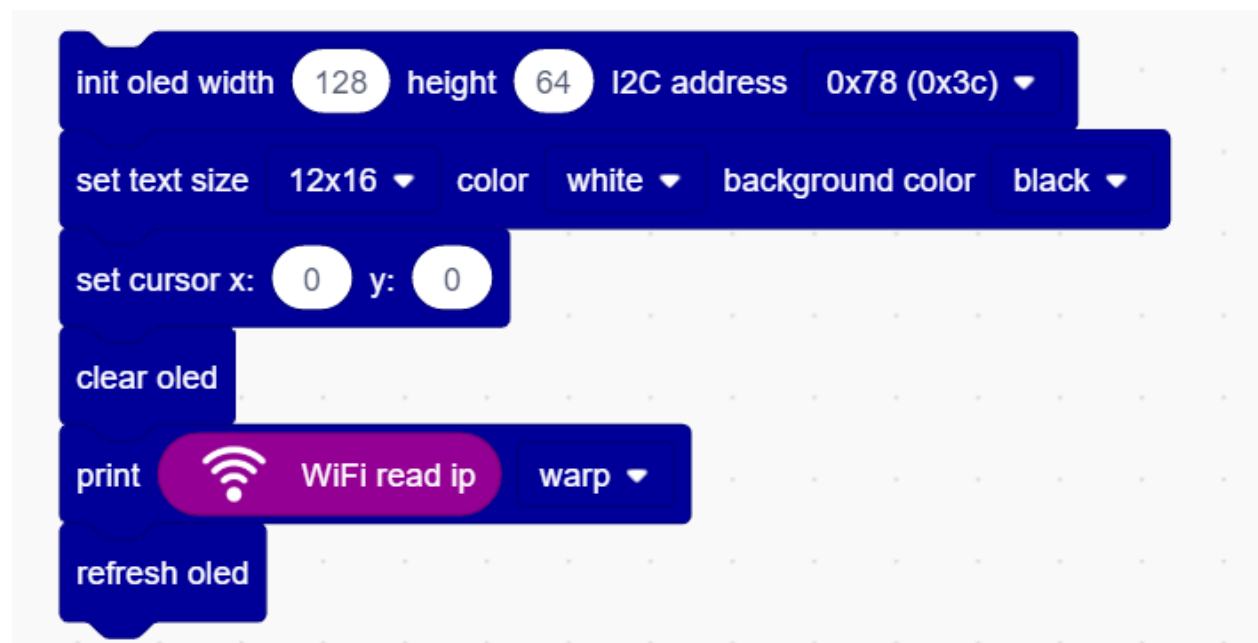 init oled width 128 height 64 I2C address 0x78 (0x3c)
set text size 12x16 color white background color black
set cursor x: 0 y: 0
clear oled
print WiFi read ip warp
refresh oled